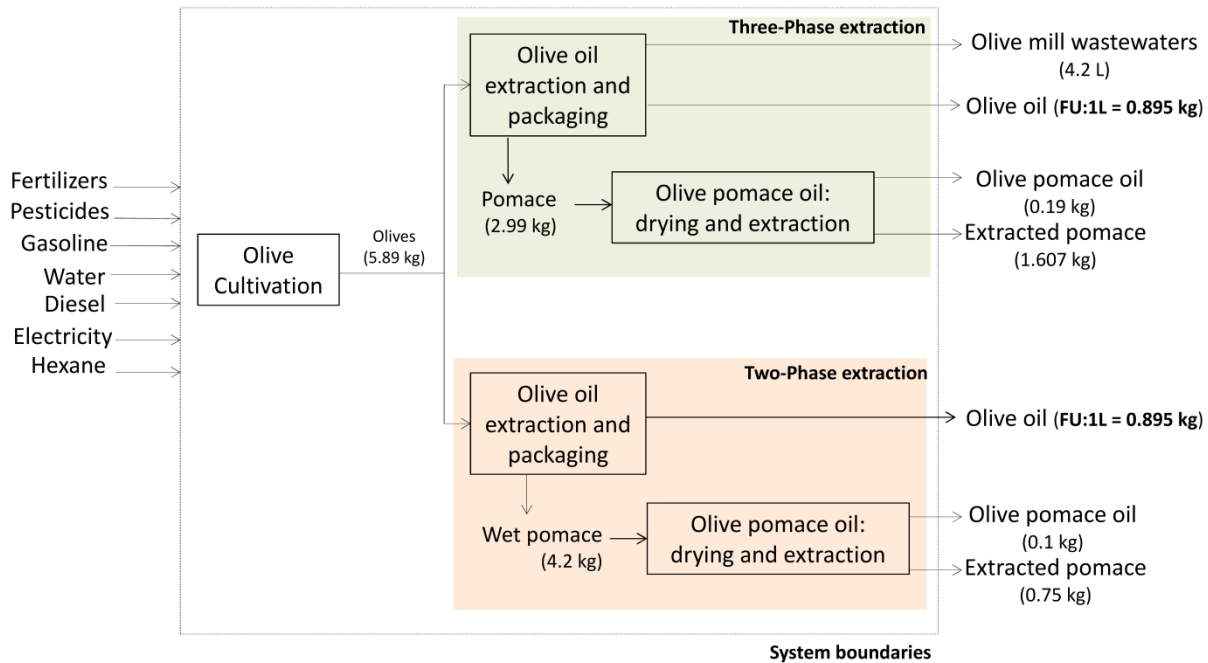 Three-Phase extraction
Olive oil
extraction and
packaging
Olive mill wastewaters
(4.2 L)
Olive oil (FU:1L = 0.895 kg)
Pomace
(2.99 kg)
Olive pomace oil:
drying and extraction
Olive pomace oil
(0.19 kg)
Extracted pomace
(1.607 kg)
Fertilizers
Pesticides
Gasoline
Water
Diesel
Electricity
Hexane
Olive
Cultivation
Olives
(5.89 kg)
Two-Phase extraction
Olive oil
extraction and
packaging
Olive oil (FU:1L = 0.895 kg)
Wet pomace
(4.2 kg)
Olive pomace oil:
drying and extraction
Olive pomace oil
(0.1 kg)
Extracted pomace
(0.75 kg)
System boundaries